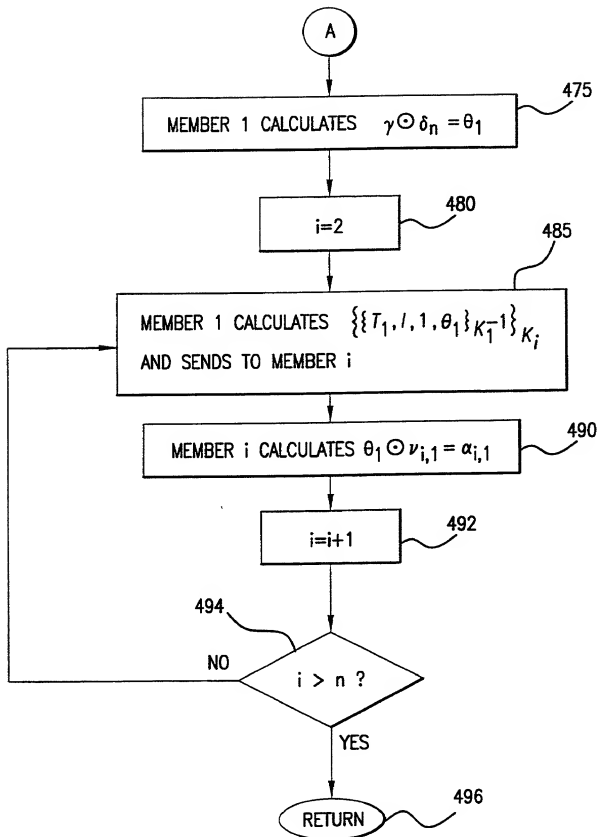 A
MEMBER 1 CALCULATES γ⊙δn=θ1
475
i=2
480
485
MEMBER 1 CALCULATES {{T1,I,1,θ1}K1-1}Ki
AND SENDS TO MEMBER i
MEMBER i CALCULATES θ1⊙νi,1=αi,1
490
i=i+1
492
494
NO
i > n ?
YES
RETURN
496